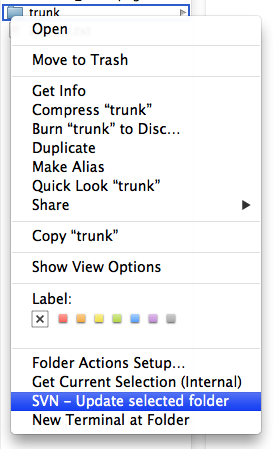 trunk
Open
Move to Trash
Get Info
Compress “trunk”
Burn “trunk” to Disc…
Duplicate
Make Alias
Quick Look “trunk”
Share
Copy “trunk”
Show View Options
Label:
Folder Actions Setup…
Get Current Selection (Internal)
SVN – Update selected folder
New Terminal at Folder